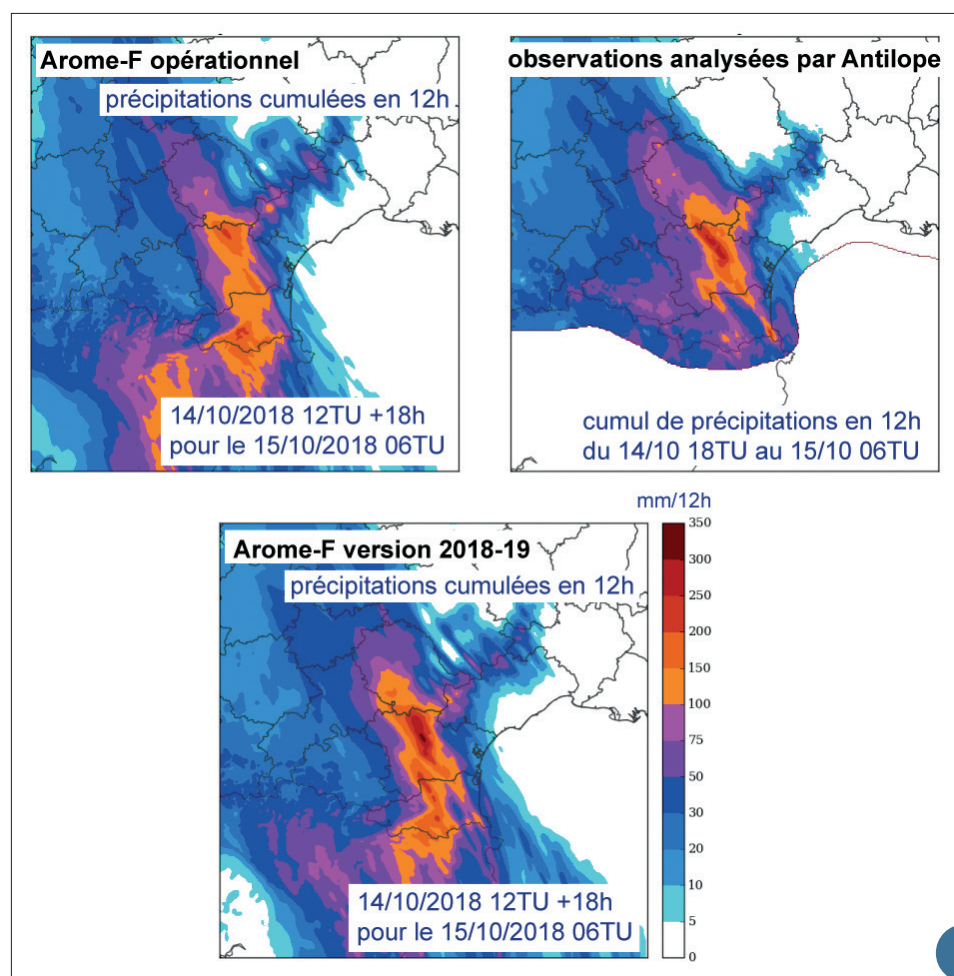 Arome-F opérationnel
précipitations cumulées en 12h
14/10/2018 12TU +18h
pour le 15/10/2018 06TU
observations analysées par Antilope
cumul de précipitations en 12h
du 14/10 18TU au 15/10 06TU
Arome-F version 2018-19
précipitations cumulées en 12h
14/10/2018 12TU +18h
pour le 15/10/2018 06TU
mm/12h
350
300
250
200
150
100
75
50
30
20
10
5
0